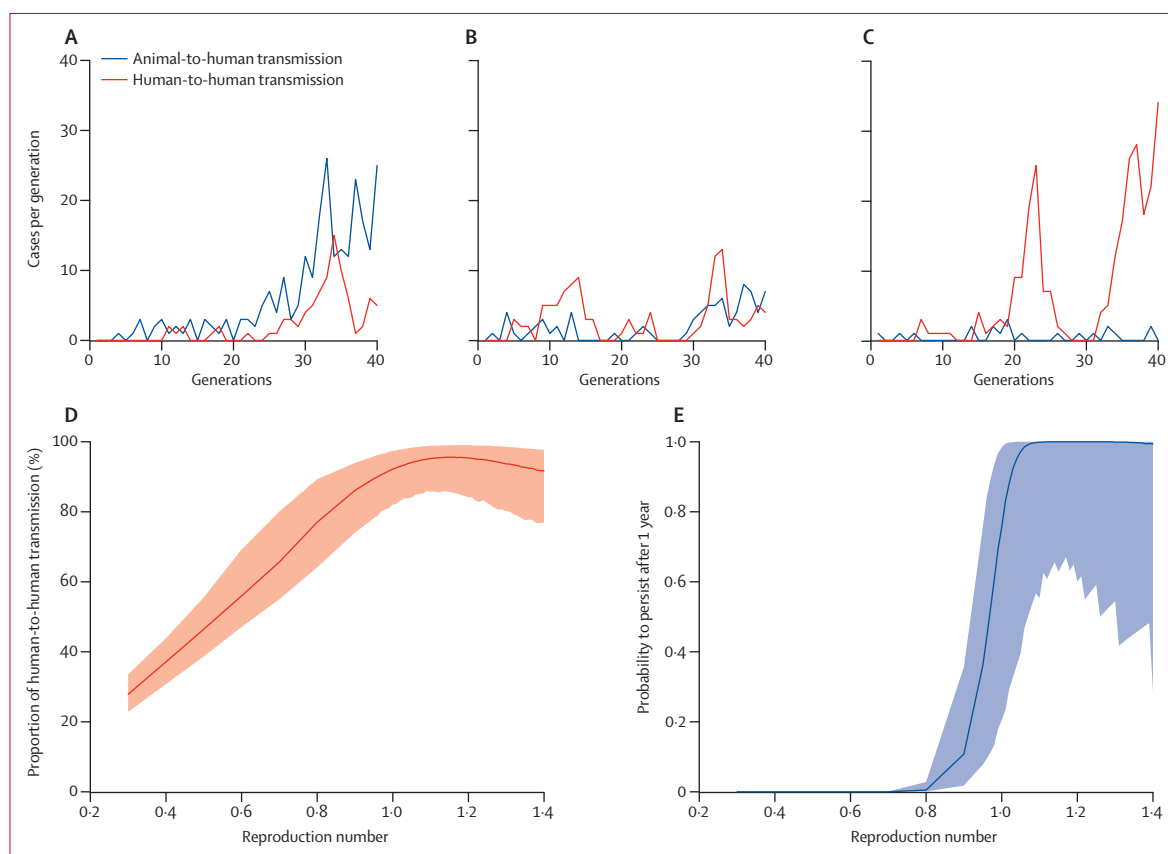 A
B
C
Animal-to-human transmission
Human-to-human transmission
40
30
20
10
0
Cases per generation
0 10 20 30 40
Generations
0 10 20 30 40
Generations
0 10 20 30 40
Generations
D
100
80
60
40
20
0
Proportion of human-to-human transmission (%)
0·2 0·4 0·6 0·8 1·0 1·2 1·4
Reproduction number
E
1·0
0·8
0·6
0·4
0·2
0
Probability to persist after 1 year
0·2 0·4 0·6 0·8 1·0 1·2 1·4
Reproduction number